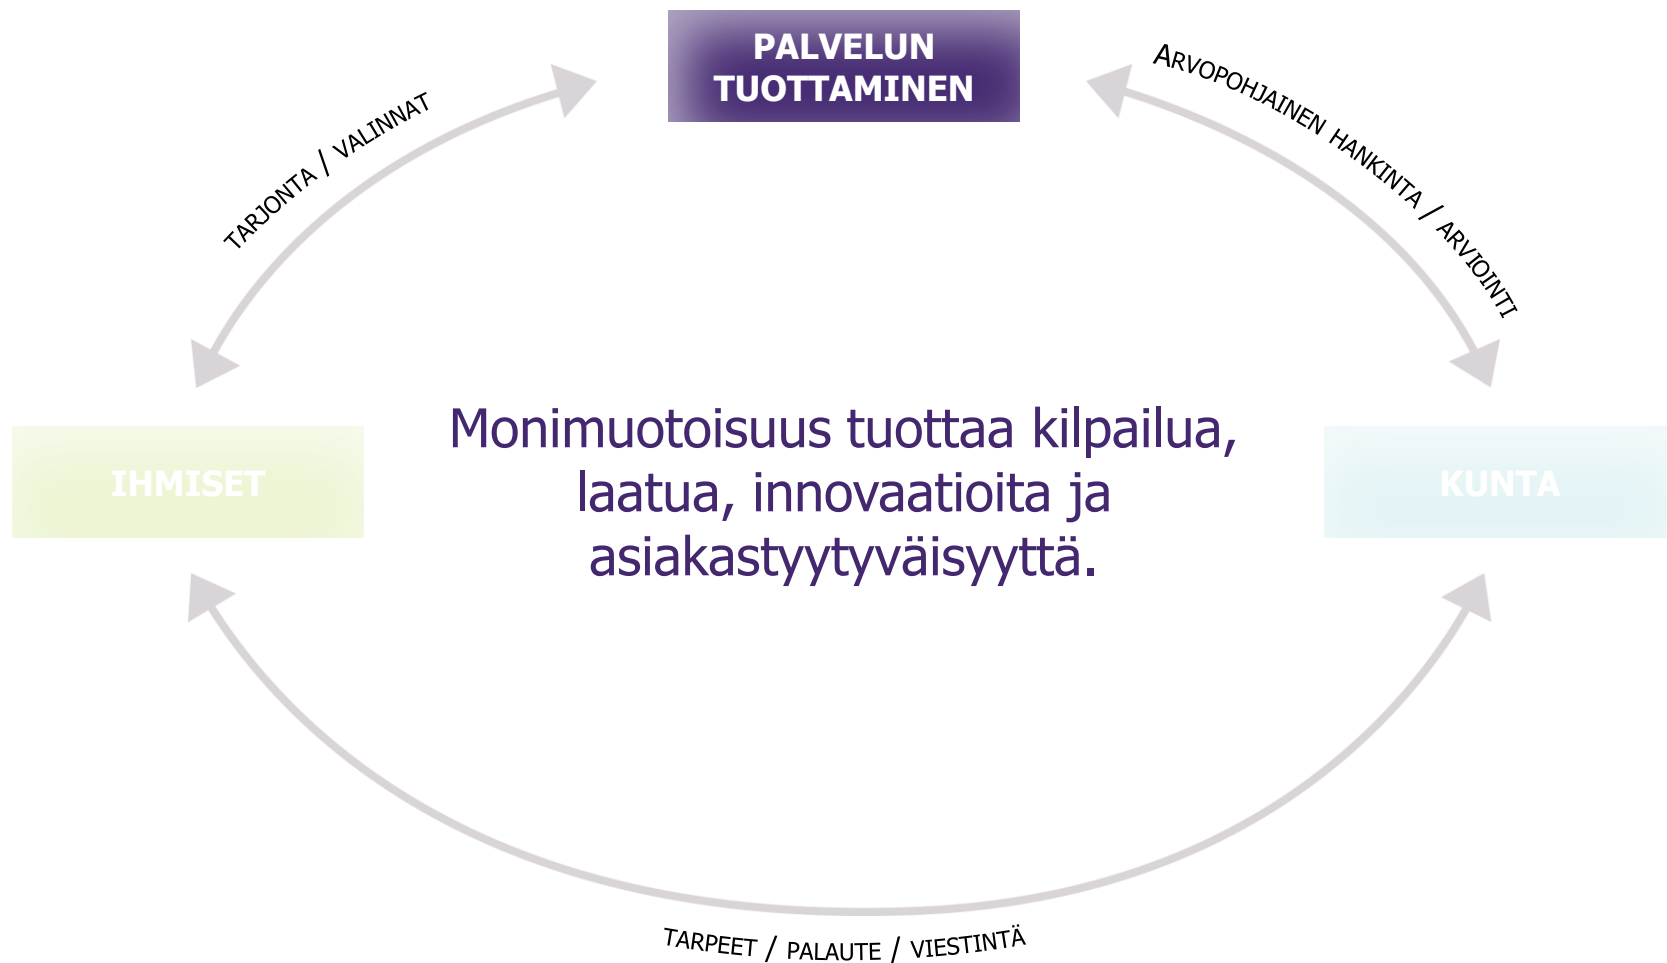 PALVELUN
TUOTTAMINEN
TARJONTA / VALINNAT
ARVOPOHJAINEN HANKINTA / ARVIOINTI
IHMISET
Monimuotoisuus tuottaa kilpailua,
laatua, innovaatioita ja
asiakastyytyväisyyttä.
KUNTA
TARPEET / PALAUTE / VIESTINTÄ